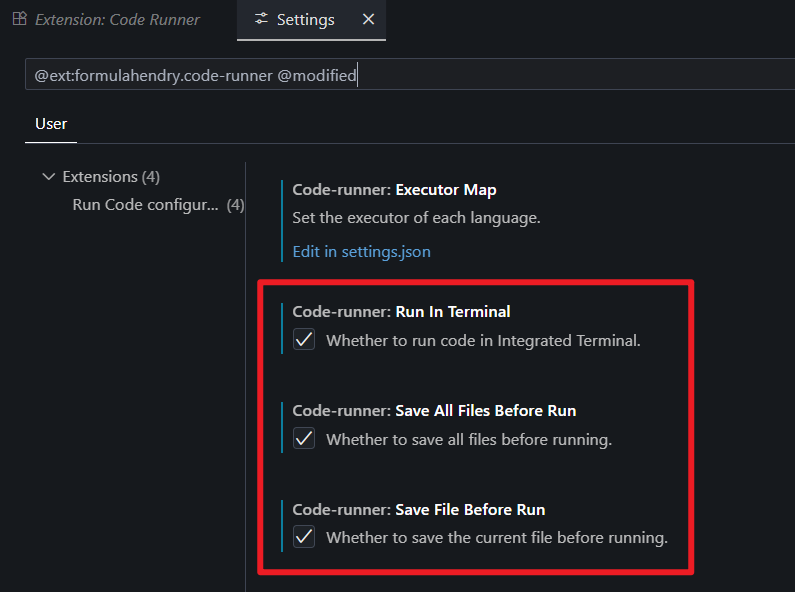 Extension: Code Runner
Settings
@ext:formulahendry.code-runner @modified
User
Extensions (4)
Run Code configur... (4)
Code-runner: Executor Map
Set the executor of each language.
Edit in settings.json
Code-runner: Run In Terminal
Whether to run code in Integrated Terminal.
Code-runner: Save All Files Before Run
Whether to save all files before running.
Code-runner: Save File Before Run
Whether to save the current file before running.